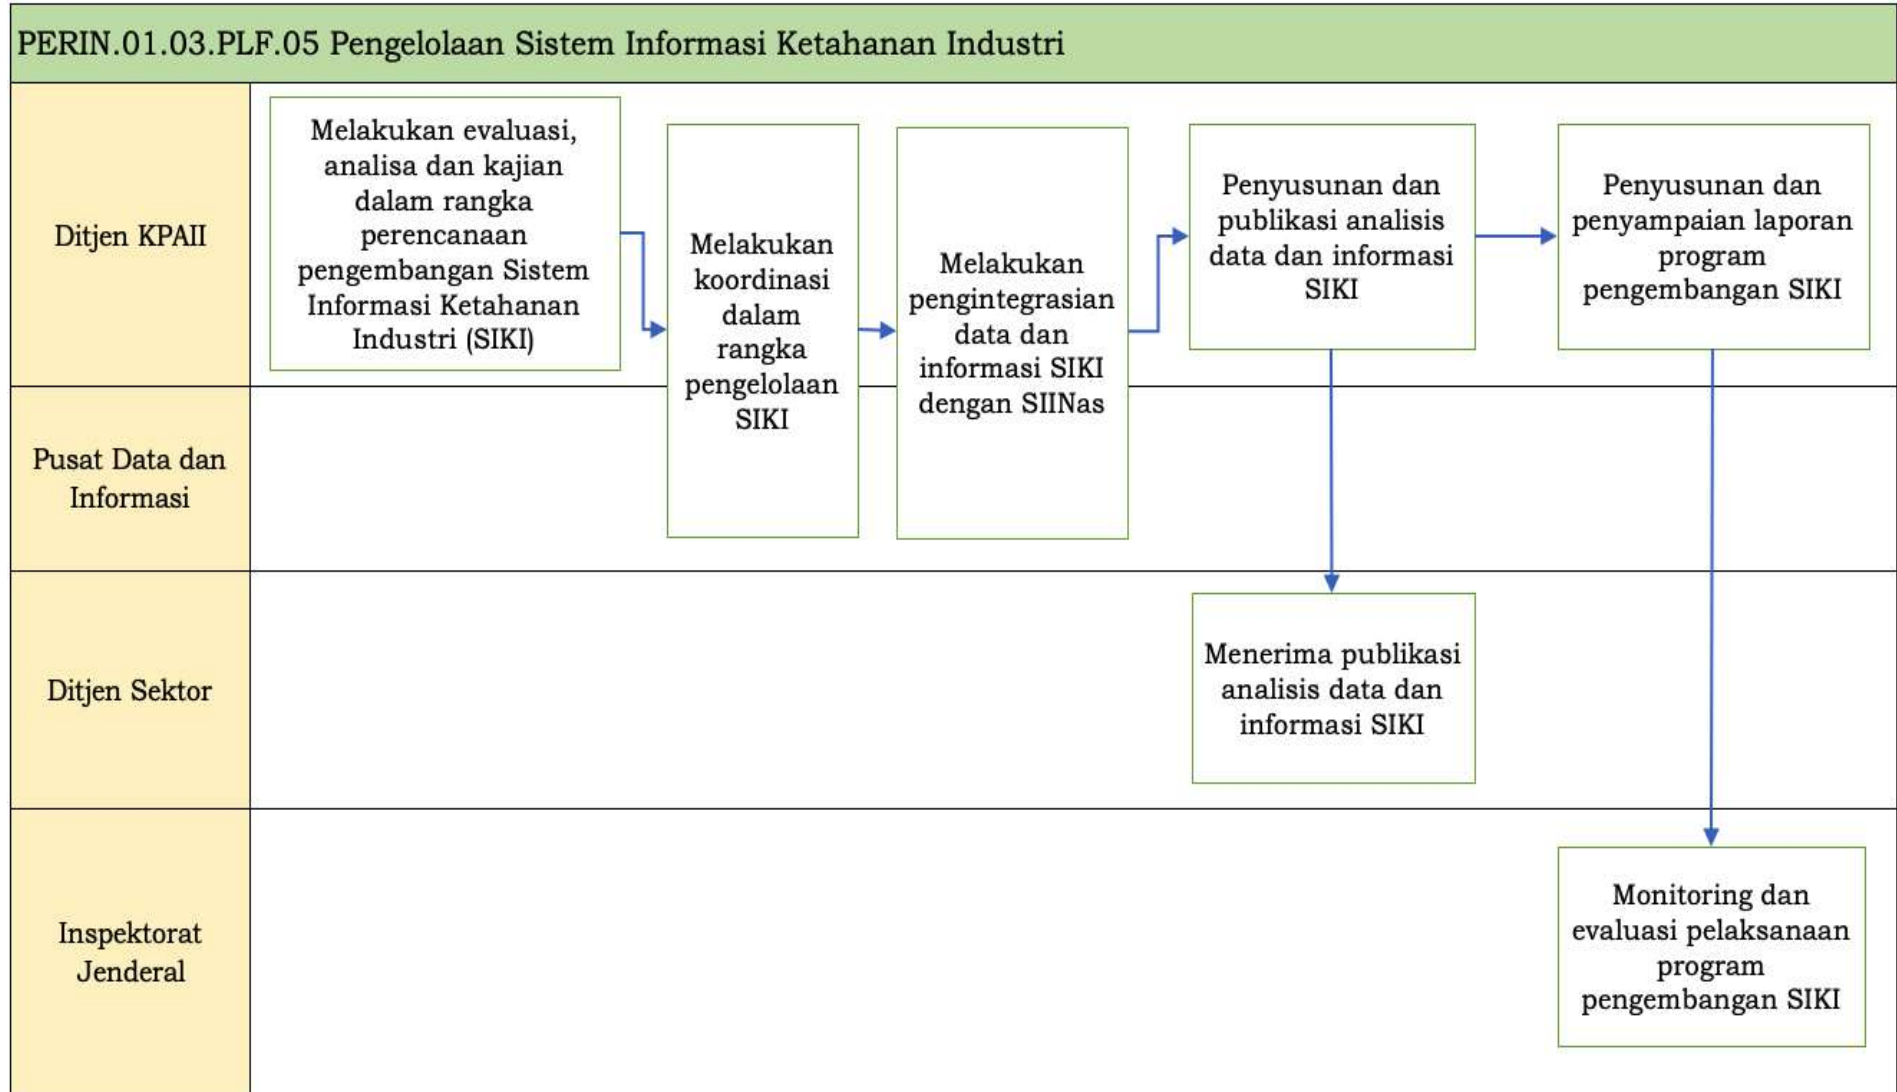 PERIN.01.03.PLF.05 Pengelolaan Sistem Informasi Ketahanan Industri
Ditjen KPAII
Melakukan evaluasi,
analisa dan kajian
dalam rangka
perencanaan
pengembangan Sistem
Informasi Ketahanan
Industri (SIKI)
Melakukan
koordinasi
dalam
rangka
pengelolaan
SIKI
Melakukan
pengintegrasian
data dan
informasi SIKI
dengan SIINas
Penyusunan dan
publikasi analisis
data dan informasi
SIKI
Penyusunan dan
penyampaian laporan
program
pengembangan SIKI
Pusat Data dan
Informasi
Ditjen Sektor
Menerima publikasi
analisis data dan
informasi SIKI
Inspektorat
Jenderal
Monitoring dan
evaluasi pelaksanaan
program
pengembangan SIKI